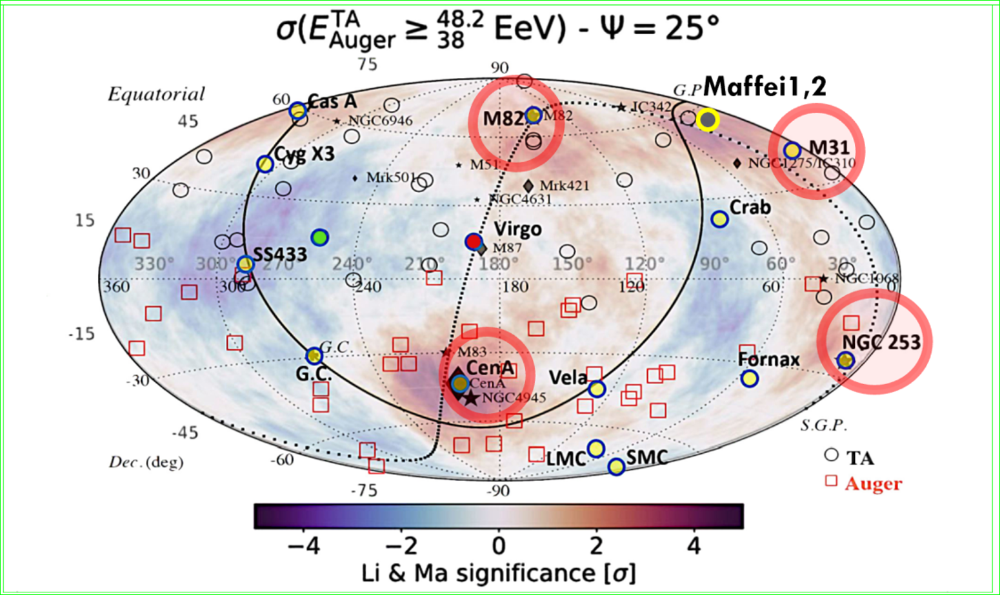 σ(E^TA_Auger ≥ ^48.2_38 EeV) - Ψ = 25°
75
90
Equatorial
G.P
Maffei1,2
60
Cas A
M82
M82
IC342
45
NGC6946
M31
Cyg X3
M51
NGC1275/IC310
30
Mrk501
Mrk421
NGC4631
Crab
15
Virgo
M87
SS433
330° 300° 270° 240° 210° 180° 150° 120° 90° 60° 30°
360 300 240 180 120 60 0
NGC1068
-15
NGC 253
G.C.
M83
Fornax
G.C.
CenA
CenA
Vela
-30
NGC4945
S.G.P.
-45
LMC
SMC
TA
Dec. (deg)
-60
Auger
-75
-90
−4 −2 0 2 4
Li & Ma significance [σ]